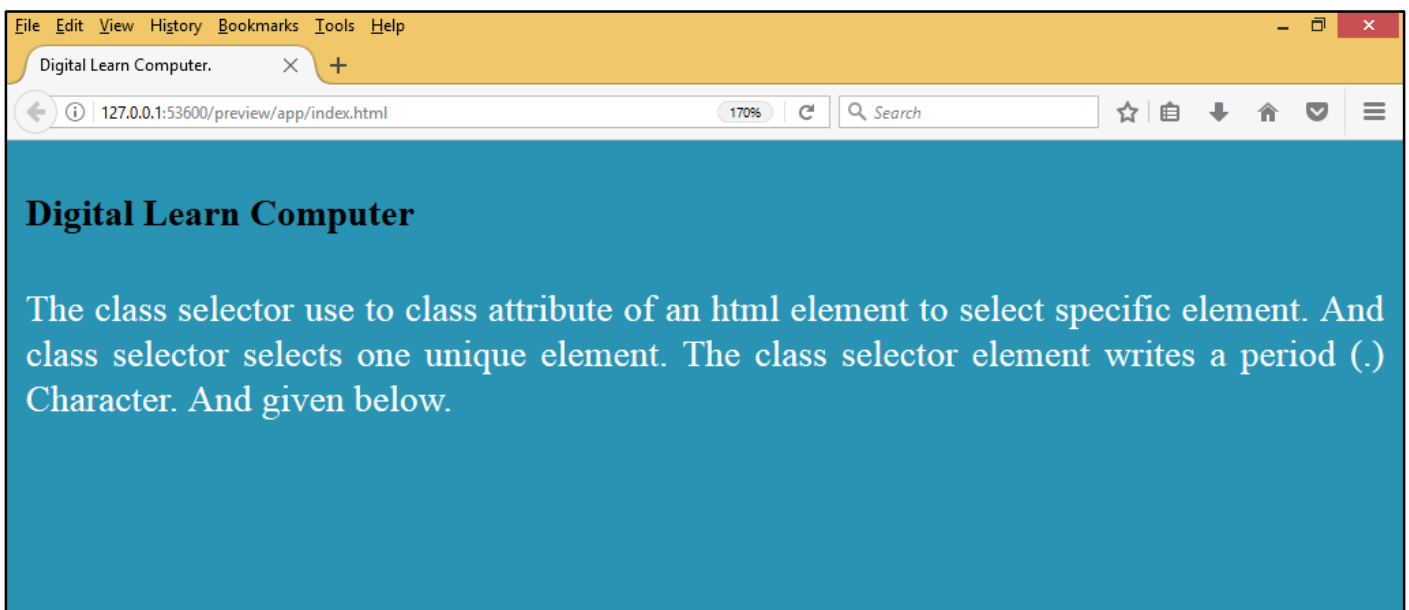 File Edit View History Bookmarks Tools Help
Digital Learn Computer.
127.0.0.1:53600/preview/app/index.html 170% Search
Digital Learn Computer
The class selector use to class attribute of an html element to select specific element. And
class selector selects one unique element. The class selector element writes a period (.)
Character. And given below.